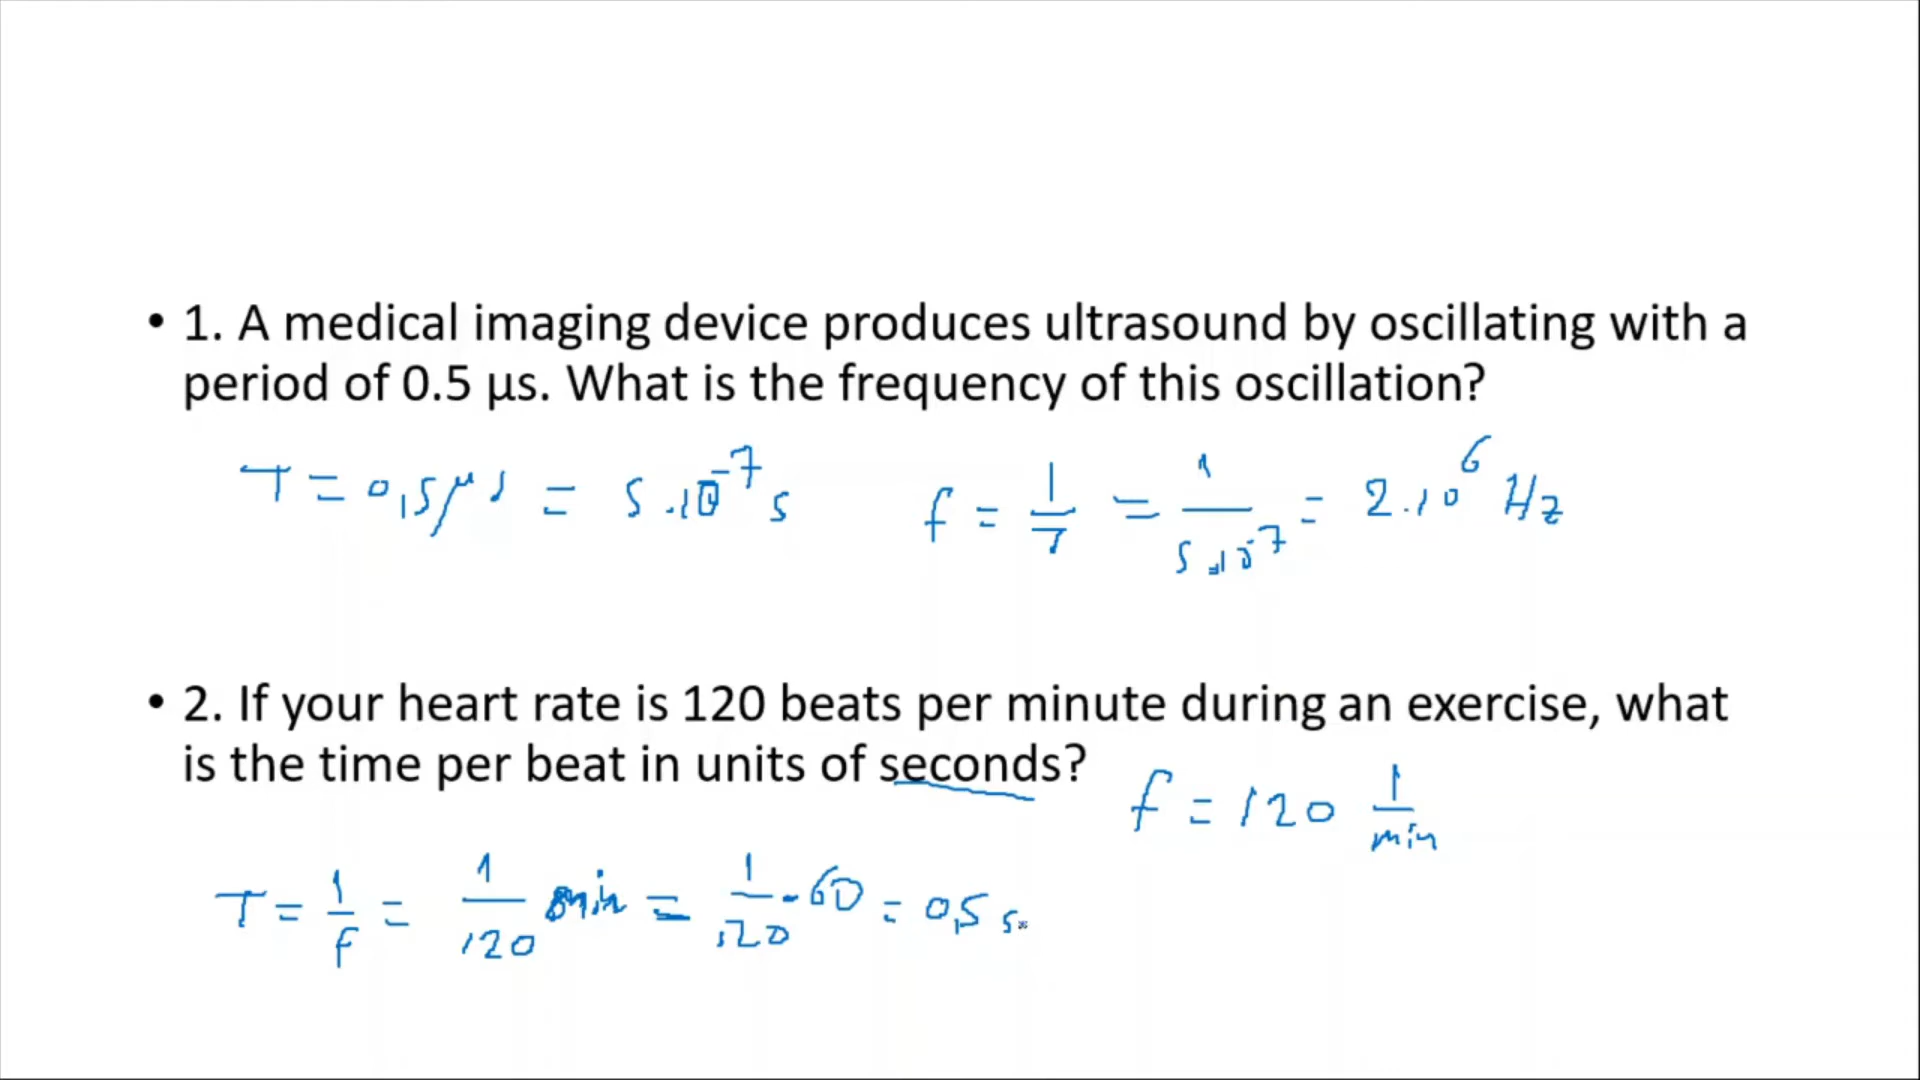 • 1. A medical imaging device produces ultrasound by oscillating with a
period of 0.5 µs. What is the frequency of this oscillation?
T = 0,5 µs = 5 · 10⁻⁷ s f = 1/T = 1/(5 · 10⁻⁷) = 2 · 10⁶ Hz
• 2. If your heart rate is 120 beats per minute during an exercise, what
is the time per beat in units of seconds?
f = 120 1/min
T = 1/f = 1/120 min = 1/120 · 60 = 0,5 s